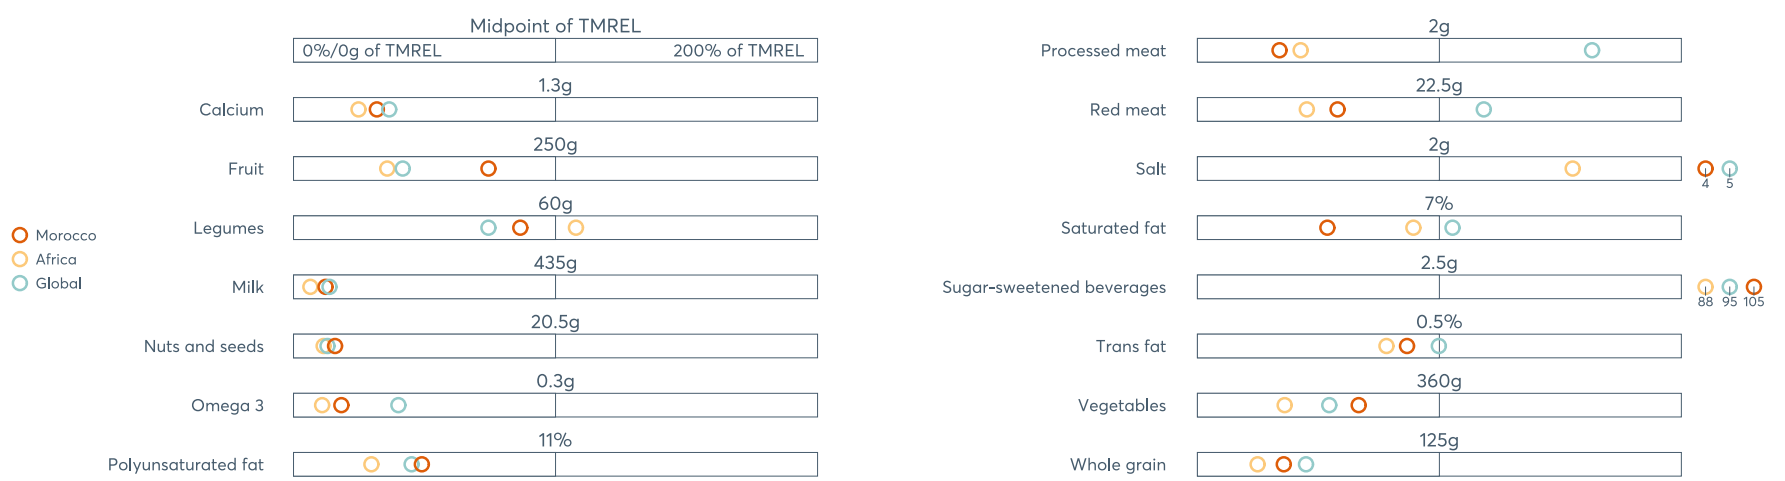 Midpoint of TMREL
0%/0g of TMREL 200% of TMREL
1.3g
Calcium
250g
Fruit
60g
Legumes
435g
Milk
20.5g
Nuts and seeds
0.3g
Omega 3
11%
Polyunsaturated fat
Morocco
Africa
Global
2g
Processed meat
22.5g
Red meat
2g
Salt
4 5
7%
Saturated fat
2.5g
Sugar-sweetened beverages
88 95 105
0.5%
Trans fat
360g
Vegetables
125g
Whole grain